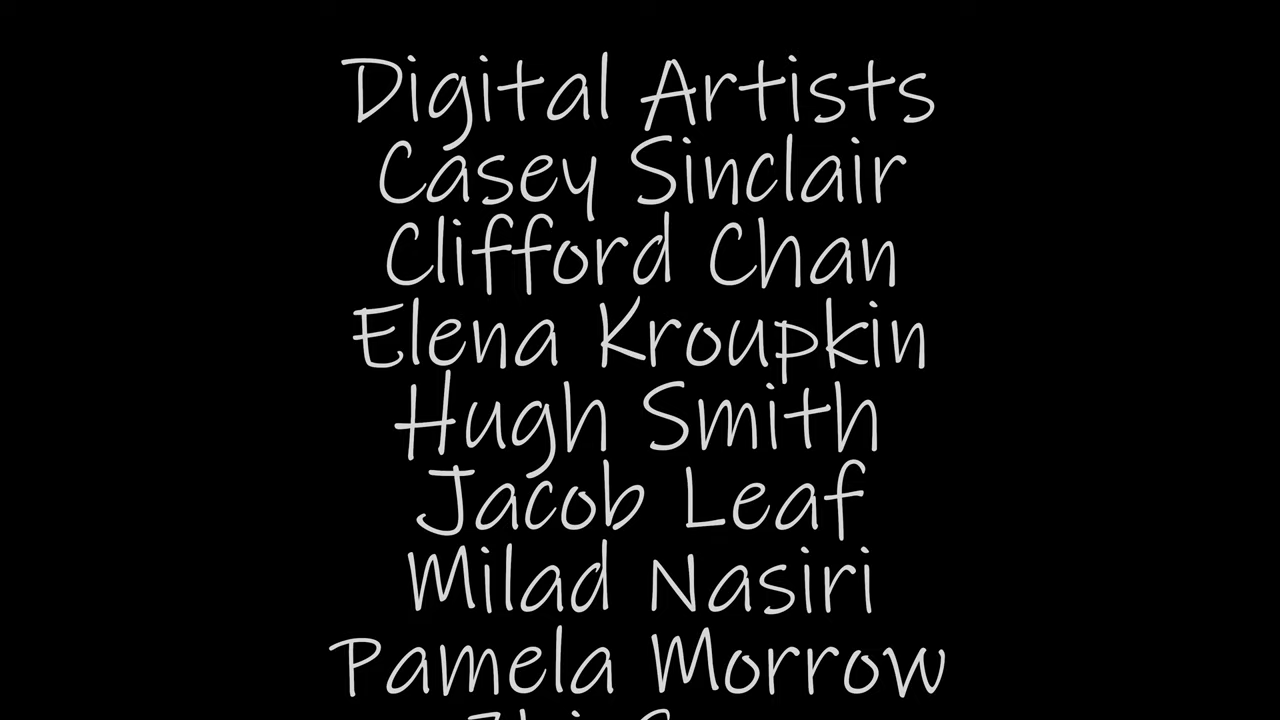 Digital Artists
Casey Sinclair
Clifford Chan
Elena Kroupkin
Hugh Smith
Jacob Leaf
Milad Nasiri
Pamela Morrow